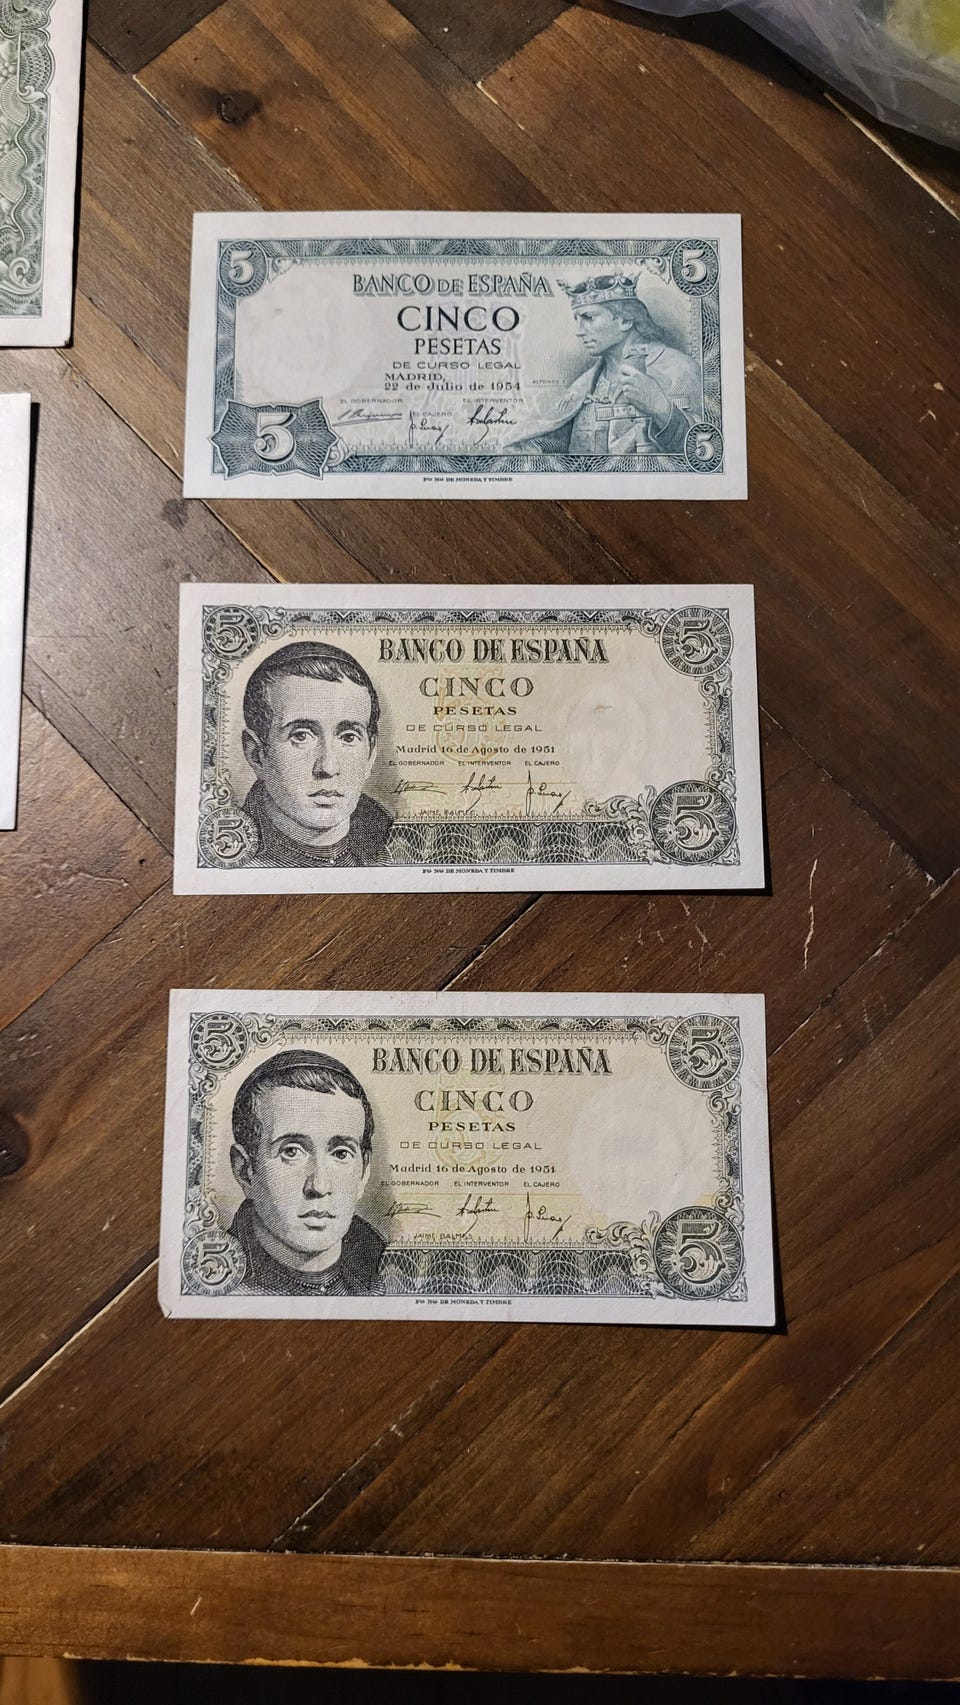 5 5
BANCO DE ESPAÑA
CINCO
PESETAS
DE CURSO LEGAL
MADRID,
22 de Julio de 1954
ALFONSO X
EL GOBERNADOR EL INTERVENTOR
EL CAJERO
5 5
Fca. Nal. DE MONEDA Y TIMBRE
5 5
BANCO DE ESPAÑA
CINCO
PESETAS
DE CURSO LEGAL
Madrid 16 de Agosto de 1951
EL GOBERNADOR EL INTERVENTOR EL CAJERO
JAIME BALMES
5 5
Fca. Nal. DE MONEDA Y TIMBRE
5 5
BANCO DE ESPAÑA
CINCO
PESETAS
DE CURSO LEGAL
Madrid 16 de Agosto de 1951
EL GOBERNADOR EL INTERVENTOR EL CAJERO
JAIME BALMES
5 5
Fca. Nal. DE MONEDA Y TIMBRE